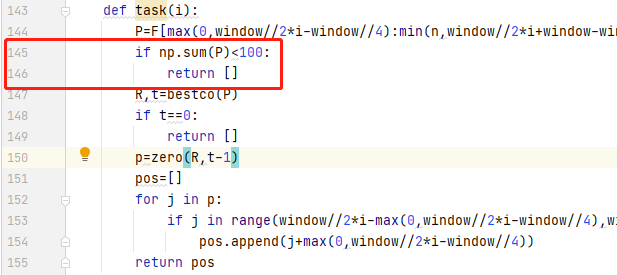 143 def task(i):
144 P=F[max(0,window//2*i-window//4):min(n,window//2*i+window-win
145 if np.sum(P)<100:
146 return []
147 R,t=bestco(P)
148 if t==0:
149 return []
150 p=zero(R,t-1)
151 pos=[]
152 for j in p:
153 if j in range(window//2*i-max(0,window//2*i-window//4),w
154 pos.append(j+max(0,window//2*i-window//4))
155 return pos